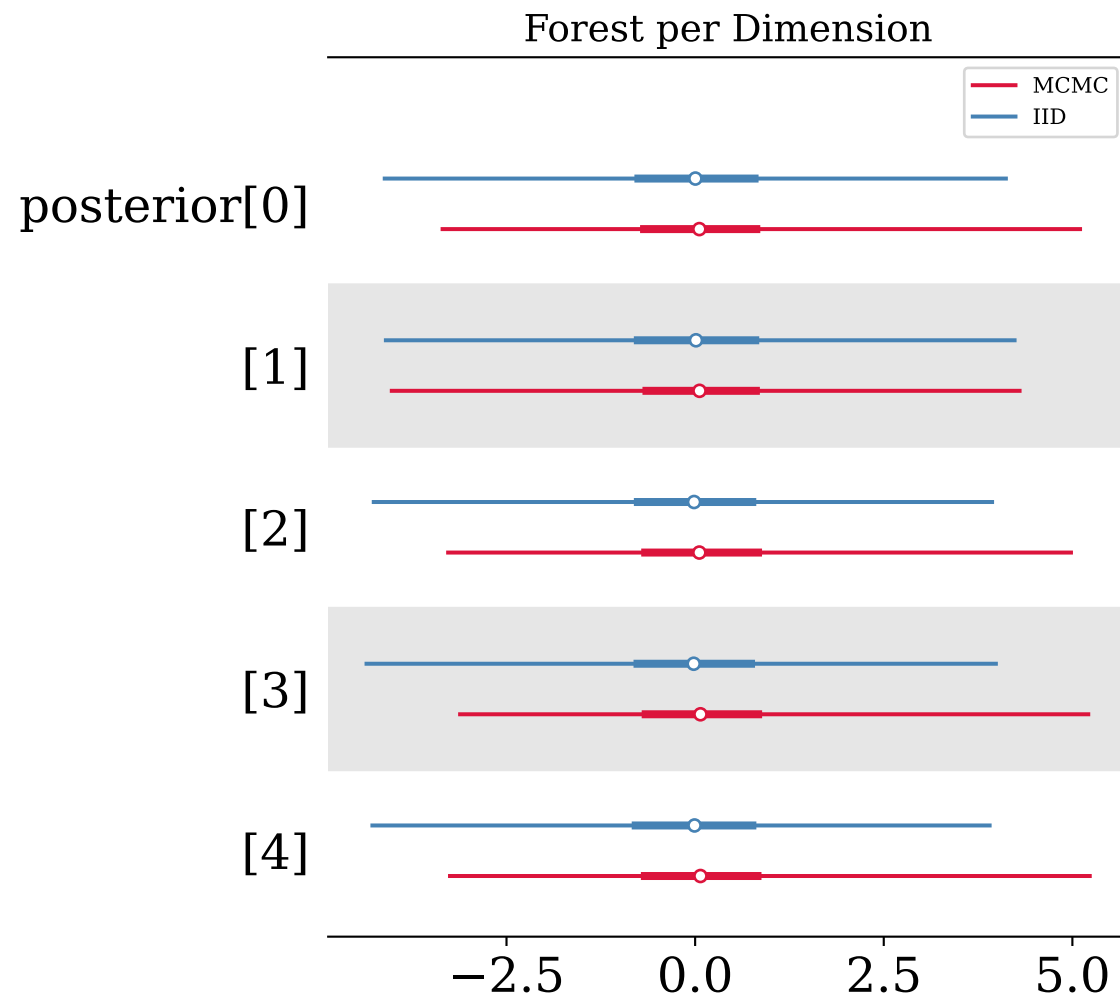 Forest per Dimension
MCMC
IID
posterior[0]
[1]
[2]
[3]
[4]
−2.5 0.0 2.5 5.0